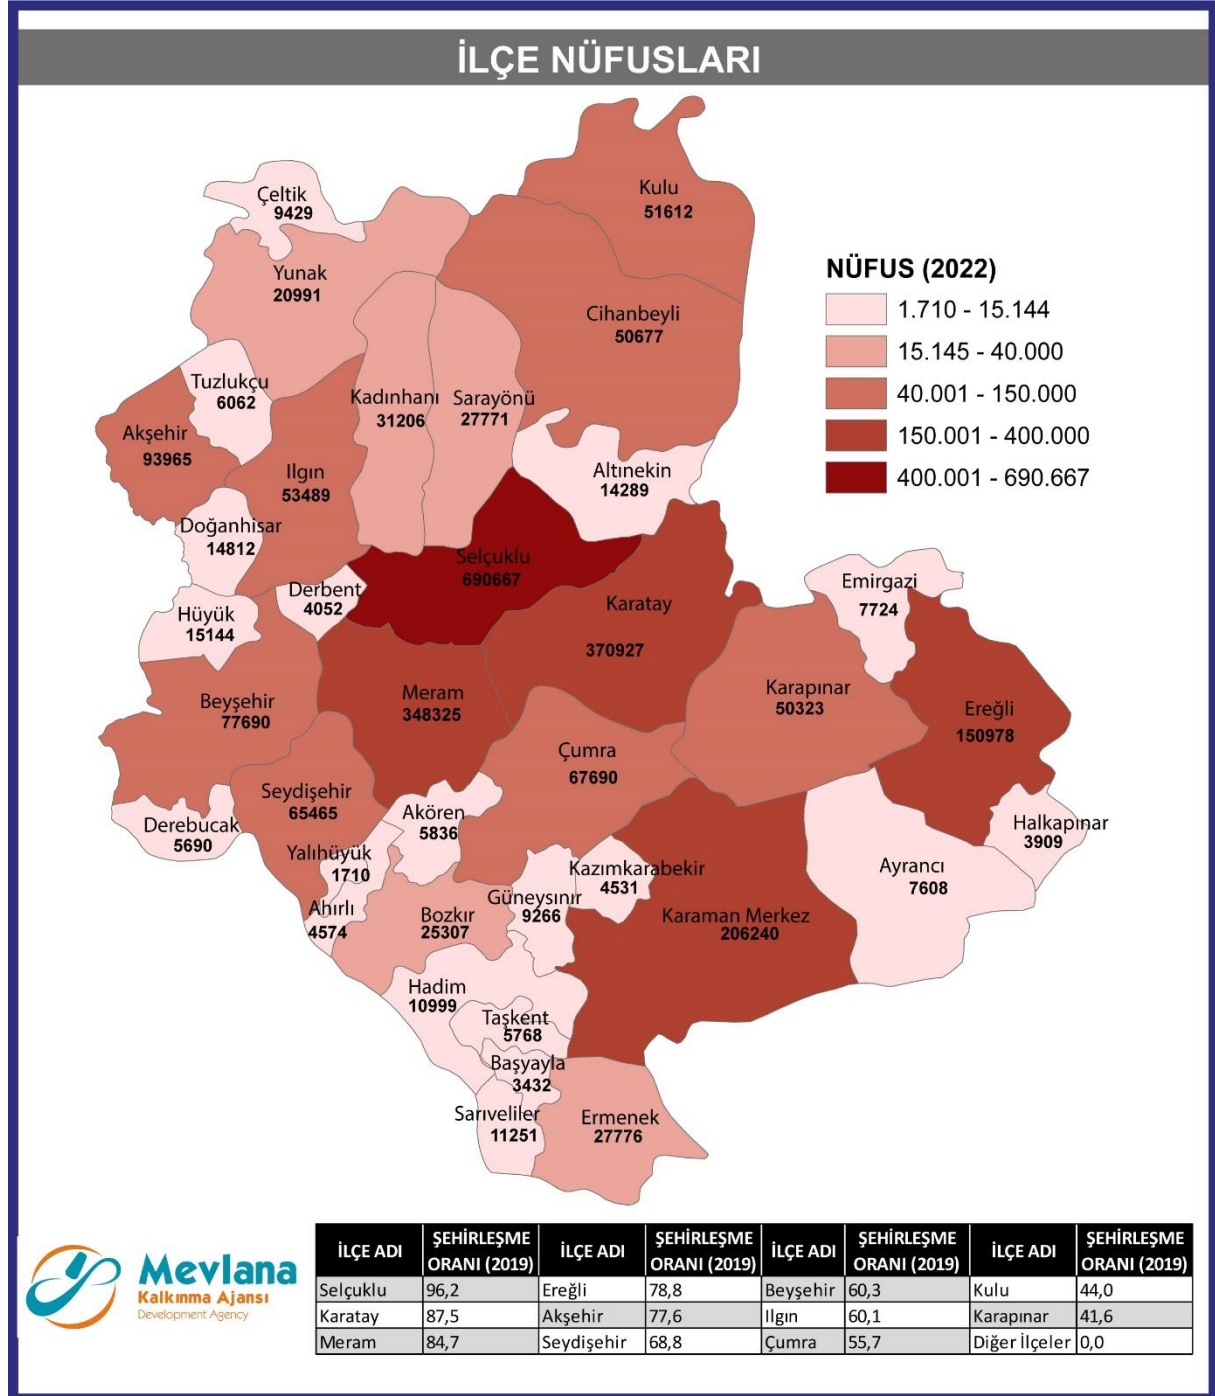 İLÇE NÜFUSLARI
Kulu
51612
Çeltik
9429
Yunak
20991
Cihanbeyli
50677
NÜFUS (2022)
1.710 - 15.144
15.145 - 40.000
40.001 - 150.000
150.001 - 400.000
400.001 - 690.667
Tuzlukçu
6062
Kadınhanı
31206
Sarayönü
27771
Akşehir
93965
Ilgın
53489
Altınekin
14289
Doğanhisar
14812
Selçuklu
690667
Derbent
4052
Karatay
370927
Emirgazi
7724
Hüyük
15144
Beyşehir
77690
Meram
348325
Karapınar
50323
Ereğli
150978
Çumra
67690
Seydişehir
65465
Akören
5836
Derebucak
5690
Halkapınar
3909
Yalıhüyük
1710
Kazımkarabekir
4531
Ayrancı
7608
Ahırlı
4574
Bozkır
25307
Güneysınır
9266
Karaman Merkez
206240
Hadim
10999
Taşkent
5768
Başyayla
3432
Sarıveliler
11251
Ermenek
27776
Mevlana
Kalkınma Ajansı
Development Agency
İLÇE ADI ŞEHİRLEŞME ORANI (2019) İLÇE ADI ŞEHİRLEŞME ORANI (2019) İLÇE ADI ŞEHİRLEŞME ORANI (2019) İLÇE ADI ŞEHİRLEŞME ORANI (2019)
Selçuklu 96,2 Ereğli 78,8 Beyşehir 60,3 Kulu 44,0
Karatay 87,5 Akşehir 77,6 Ilgın 60,1 Karapınar 41,6
Meram 84,7 Seydişehir 68,8 Çumra 55,7 Diğer İlçeler 0,0